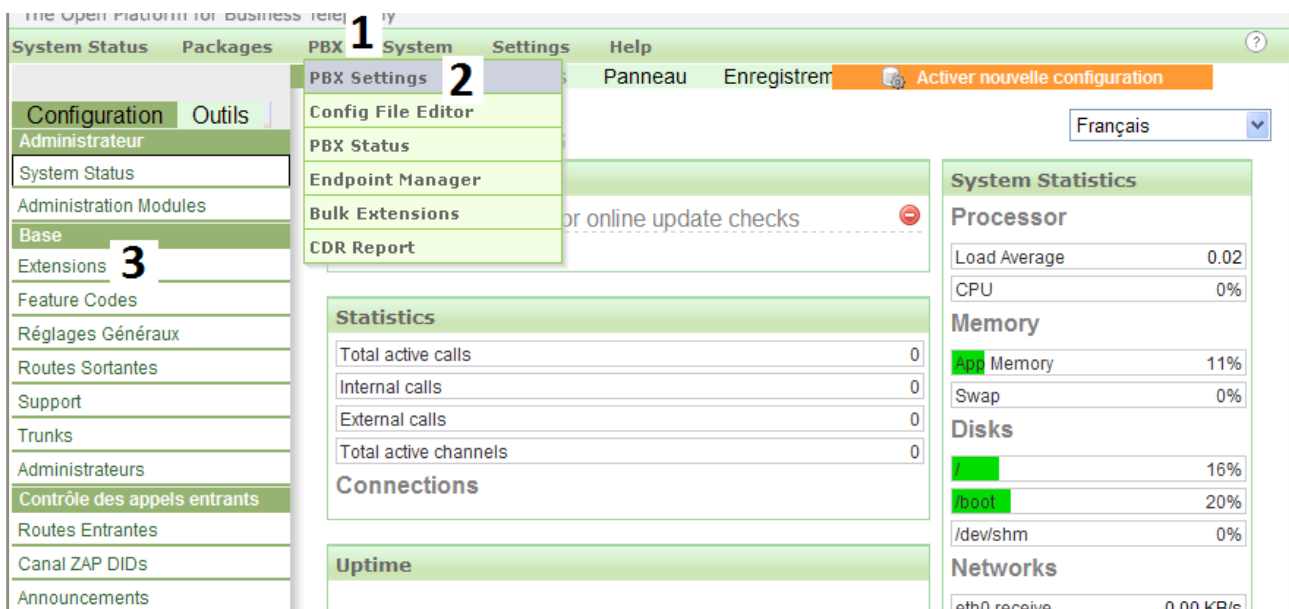 The Open Platform for Business Telephony
1
System Status Packages PBX System Settings Help ?
PBX Settings 2
Config File Editor
PBX Status
Endpoint Manager
Bulk Extensions
CDR Report
Panneau Activer nouvelle configuration
Configuration Outils
Français
Administrateur
System Status
Administration Modules
Base
Extensions 3
Feature Codes
Réglages Généraux
Routes Sortantes
Support
Trunks
Administrateurs
Contrôle des appels entrants
Routes Entrantes
Canal ZAP DIDs
Announcements
online update checks
Statistics
Total active calls 0
Internal calls 0
External calls 0
Total active channels 0
Connections
Uptime
System Statistics
Processor
Load Average 0.02
CPU 0%
Memory
App Memory 11%
Swap 0%
Disks
/ 16%
/boot 20%
/dev/shm 0%
Networks
eth0 receive 0.00 KB/s